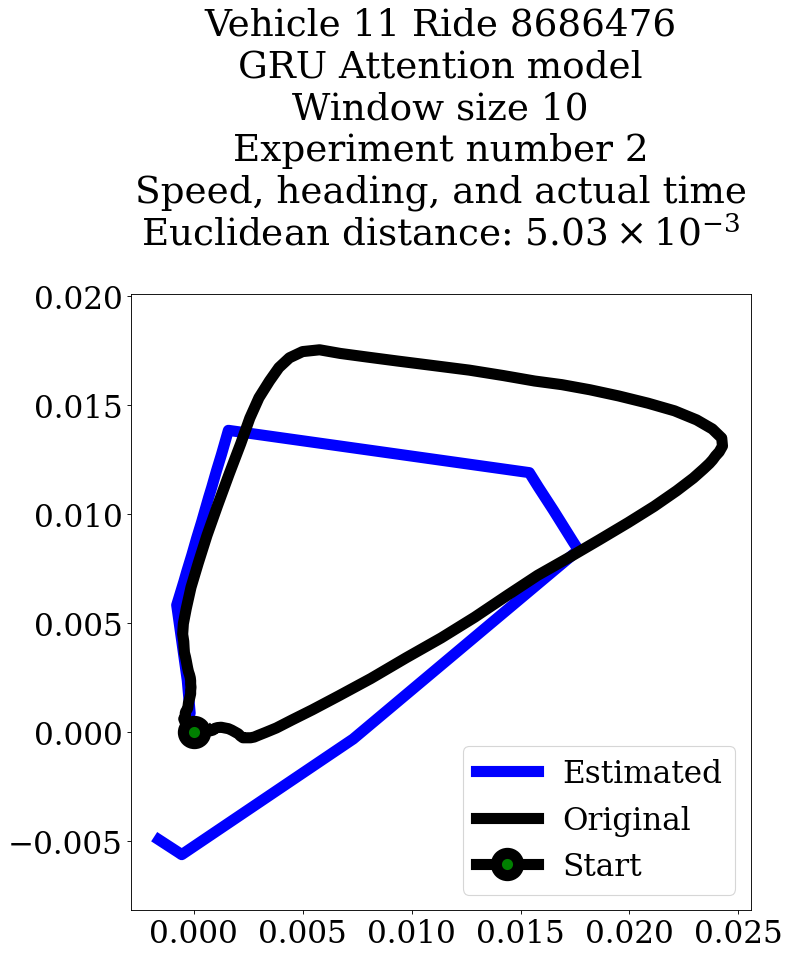 Vehicle 11 Ride 8686476
GRU Attention model
Window size 10
Experiment number 2
Speed, heading, and actual time
Euclidean distance: 5.03 × 10⁻³
0.020
0.015
0.010
0.005
0.000
−0.005
Estimated
Original
Start
0.000 0.005 0.010 0.015 0.020 0.025